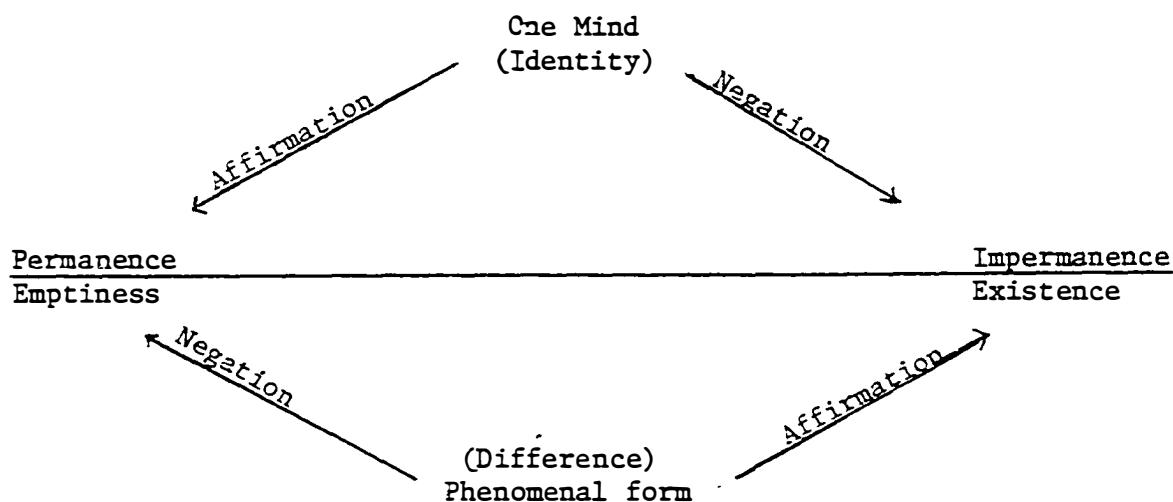 One Mind
(Identity)
Affirmation
Negation
Permanence
Impermanence
Emptiness
Existence
Negation
Affirmation
(Difference)
Phenomenal form